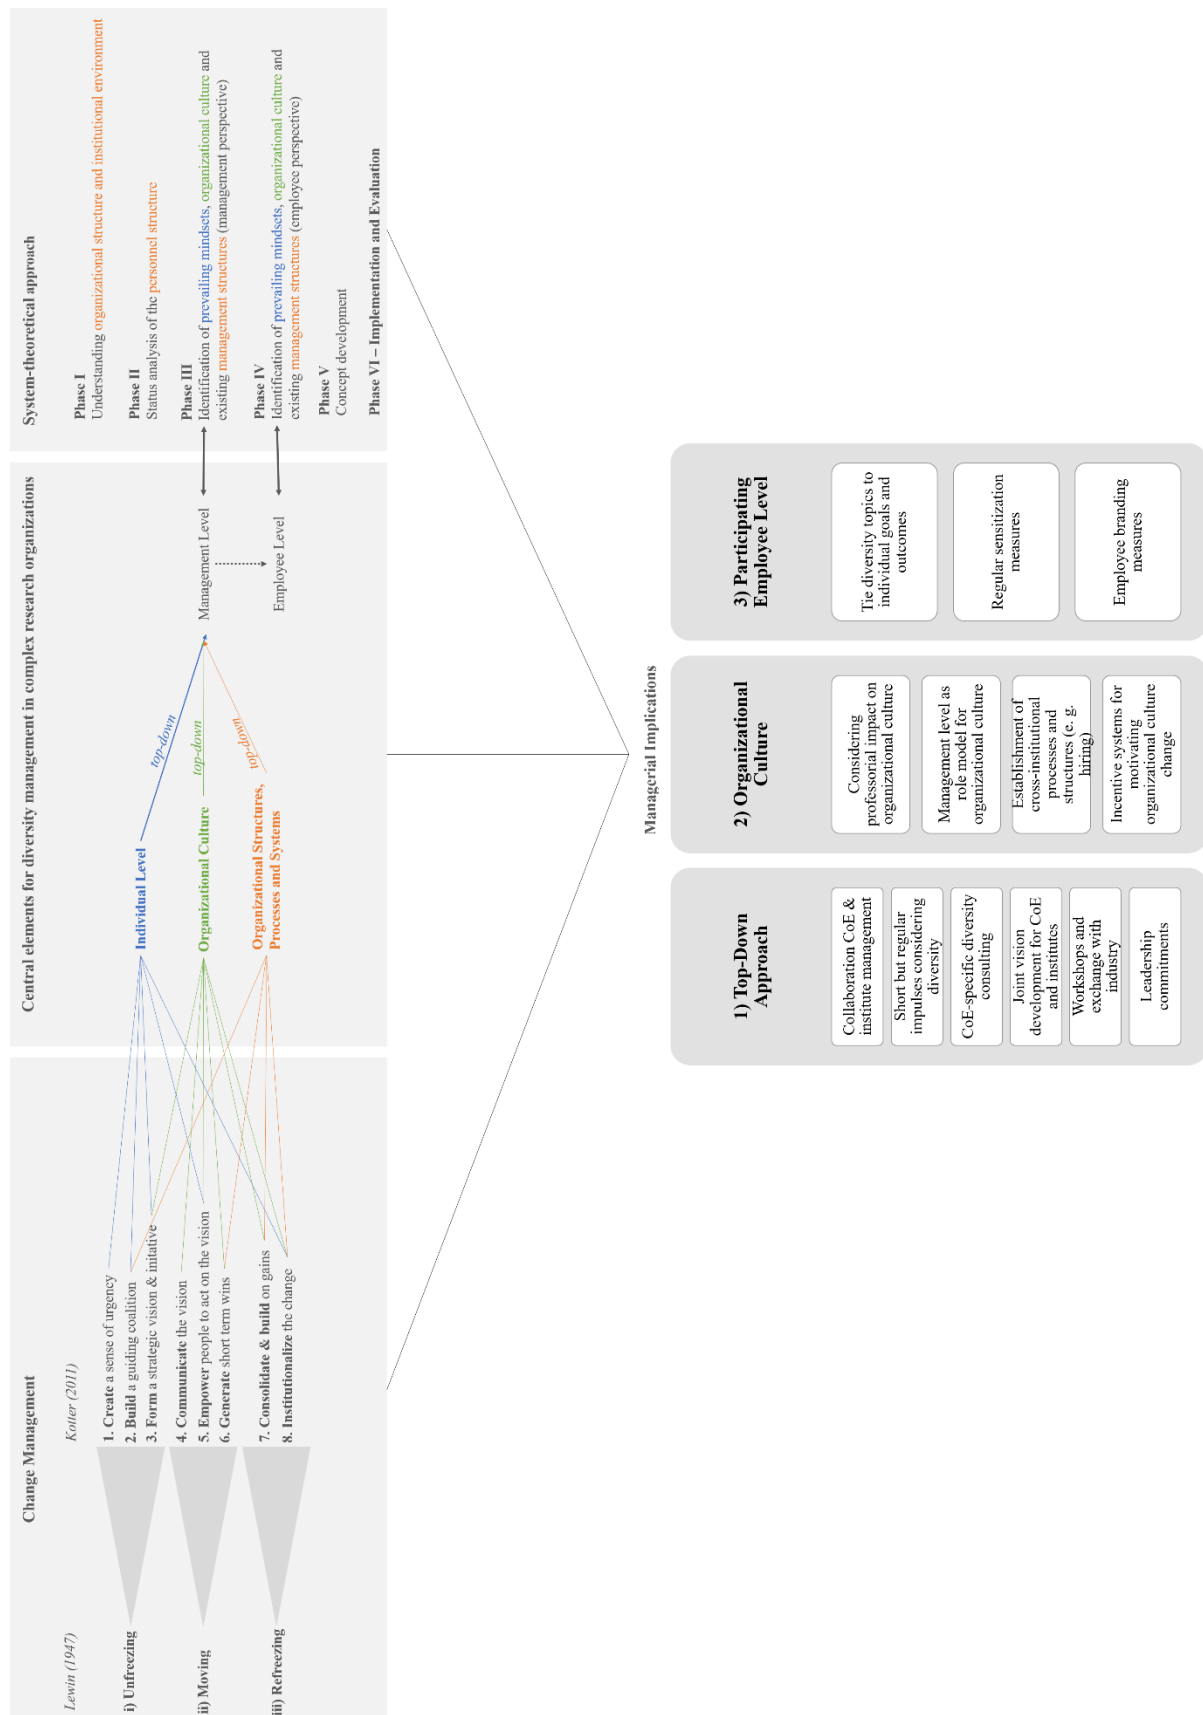 Change Management
Lewin (1947)
Kotter (2011)
i) Unfreezing
ii) Moving
iii) Refreezing
1. Create a sense of urgency
2. Build a guiding coalition
3. Form a strategic vision & initative
4. Communicate the vision
5. Empower people to act on the vision
6. Generate short term wins
7. Consolidate & build on gains
8. Institutionalize the change
Central elements for diversity management in complex research organizations
Individual Level
Organizational Culture
Organizational Structures,
Processes and Systems
top-down
top-down
top-down
Management Level
Employee Level
System-theoretical approach
Phase I
Understanding organizational structure and institutional environment
Phase II
Status analysis of the personnel structure
Phase III
Identification of prevailing mindsets, organizational culture and
existing management structures (management perspective)
Phase IV
Identification of prevailing mindsets, organizational culture and
existing management structures (employee perspective)
Phase V
Concept development
Phase VI – Implementation and Evaluation
Managerial Implications
1) Top-Down
Approach
Collaboration CoE &
institute management
Short but regular
impulses considering
diversity
CoE-specific diversity
consulting
Joint vision
development for CoE
and institutes
Workshops and
exchange with
industry
Leadership
commitments
2) Organizational
Culture
Considering
professorial impact on
organizational culture
Management level as
role model for
organizational culture
Establishment of
cross-institutional
processes and
structures (e. g.
hiring)
Incentive systems for
motivating
organizational culture
change
3) Participating
Employee Level
Tie diversity topics to
individual goals and
outcomes
Regular sensitization
measures
Employee branding
measures